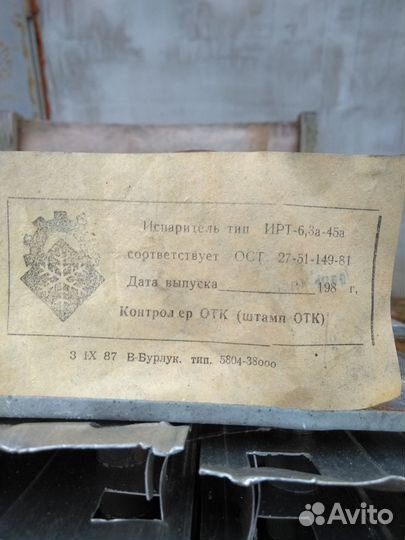 Испаритель тип ИРТ-6,3а-45а
соответствует ОСТ 27-51-149-81
Дата выпуска 198 г,
Контролер ОТК (штамп ОТК)
3 IX 87 В-Бурлук. тип. 5804-38000
Avito